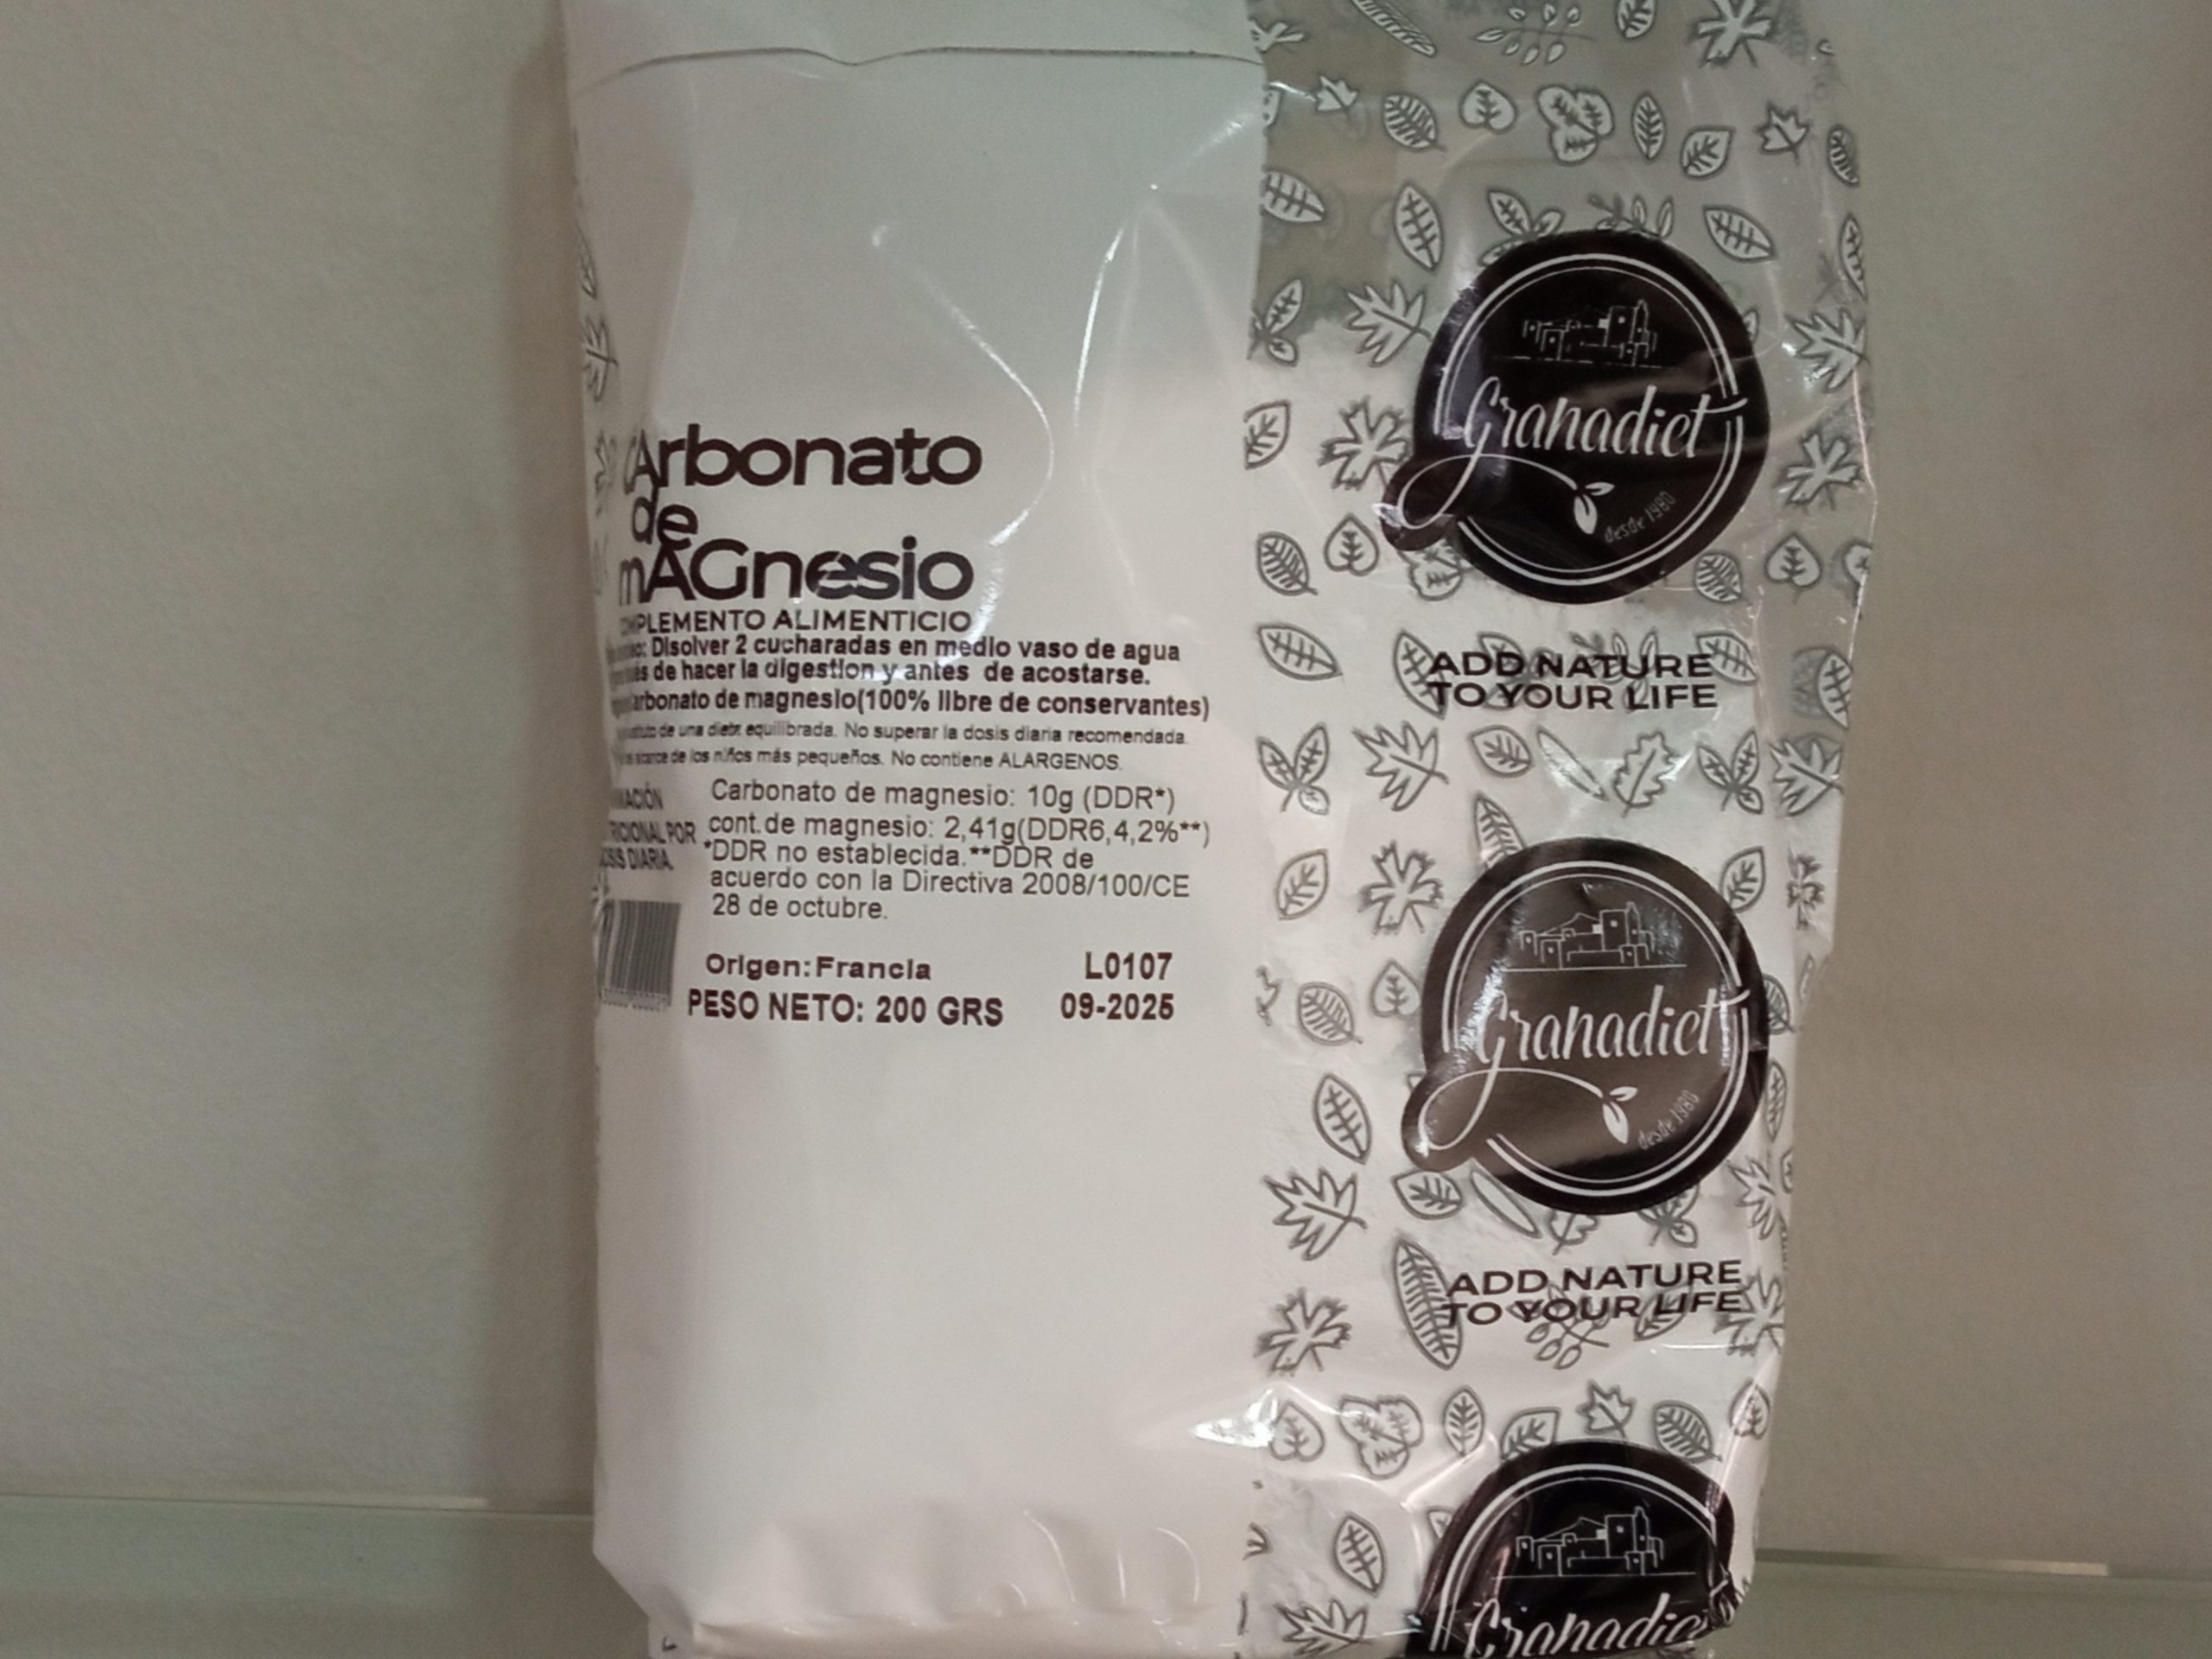 cArbonato
de
mAGnesio
COMPLEMENTO ALIMENTICIO
Disolver 2 cucharadas en medio vaso de agua
de hacer la digestion y antes de acostarse.
de magnesio(100% libre de conservantes)
de una dieta equilibrada. No superar la dosis diaria recomendada.
de los niños más pequeños. No contiene ALARGENOS.
Carbonato de magnesio: 10g (DDR*)
POR cont.de magnesio: 2,41g(DDR6,4,2%**)
DIARIA. *DDR no establecida.**DDR de
acuerdo con la Directiva 2008/100/CE
28 de octubre.
Origen:Francia L0107
PESO NETO: 200 GRS 09-2025
Granadiet
desde 1980
ADD NATURE
TO YOUR LIFE
Granadiet
desde 1980
ADD NATURE
TO YOUR LIFE
Granadiet